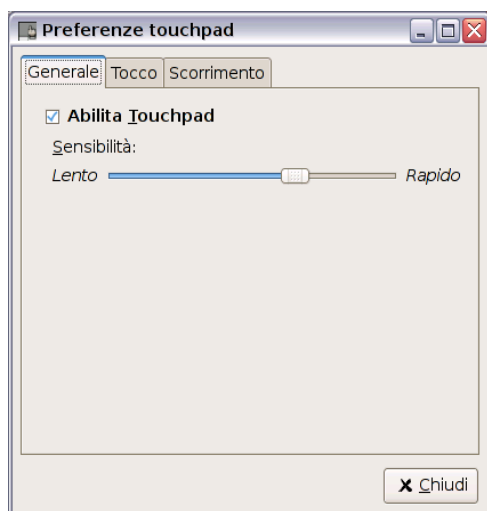 Preferenze touchpad
Generale Tocco Scorrimento
Abilita Touchpad
Sensibilità:
Lento Rapido
Chiudi